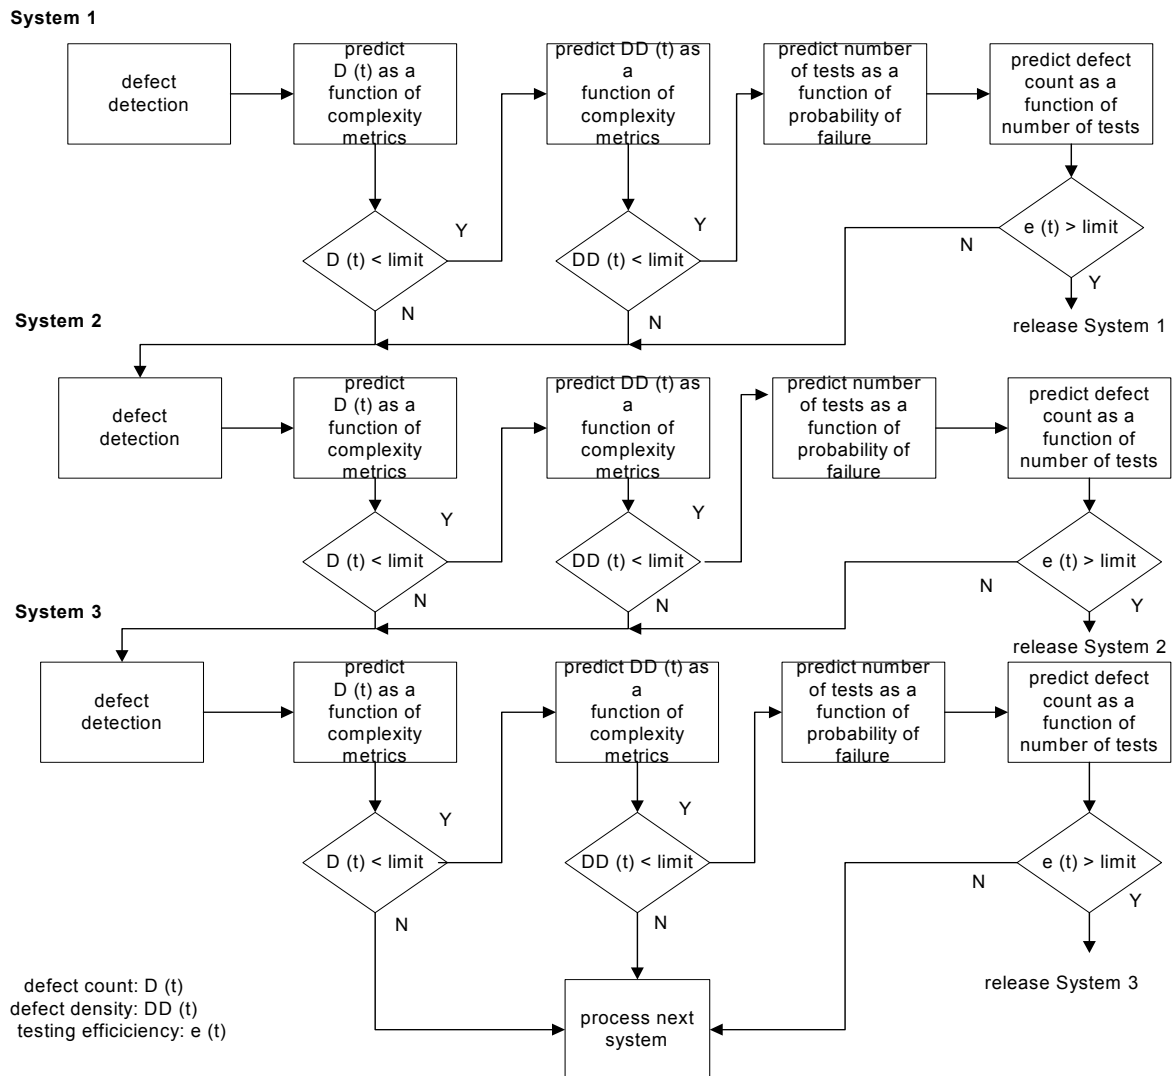 System 1
defect
detection
predict
D (t) as a
function of
complexity
metrics
predict DD (t) as
a
function of
complexity
metrics
predict number
of tests as a
function of
probability of
failure
predict defect
count as a
function of
number of tests
D (t) < limit
Y
N
DD (t) < limit
Y
N
e (t) > limit
N
Y
release System 1
System 2
defect
detection
predict
D (t) as a
function of
complexity
metrics
predict DD (t) as
a
function of
complexity
metrics
predict number
of tests as a
function of
probability of
failure
predict defect
count as a
function of
number of tests
D (t) < limit
Y
N
DD (t) < limit
Y
N
e (t) > limit
N
Y
release System 2
System 3
defect
detection
predict
D (t) as a
function of
complexity
metrics
predict DD (t) as
a
function of
complexity
metrics
predict number
of tests as a
function of
probability of
failure
predict defect
count as a
function of
number of tests
D (t) < limit
Y
N
DD (t) < limit
Y
N
e (t) > limit
N
Y
release System 3
process next
system
defect count: D (t)
defect density: DD (t)
testing efficiciency: e (t)